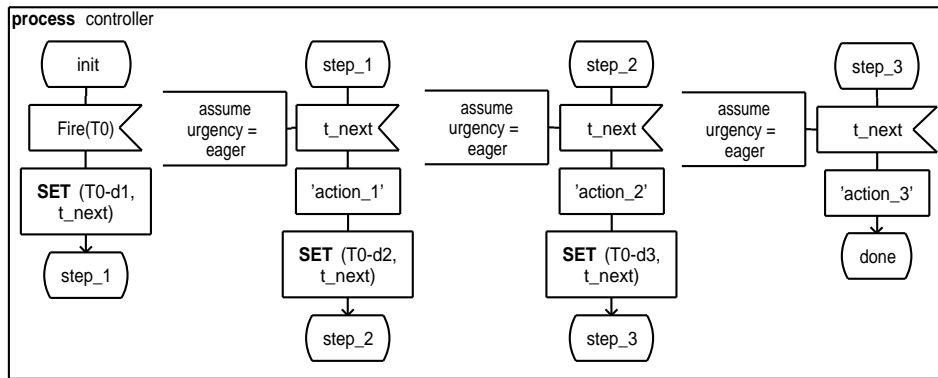 process controller
init
Fire(T0)
SET (T0-d1,
t_next)
step_1
step_1
assume
urgency =
eager
t_next
'action_1'
SET (T0-d2,
t_next)
step_2
step_2
assume
urgency =
eager
t_next
'action_2'
SET (T0-d3,
t_next)
step_3
step_3
assume
urgency =
eager
t_next
'action_3'
done